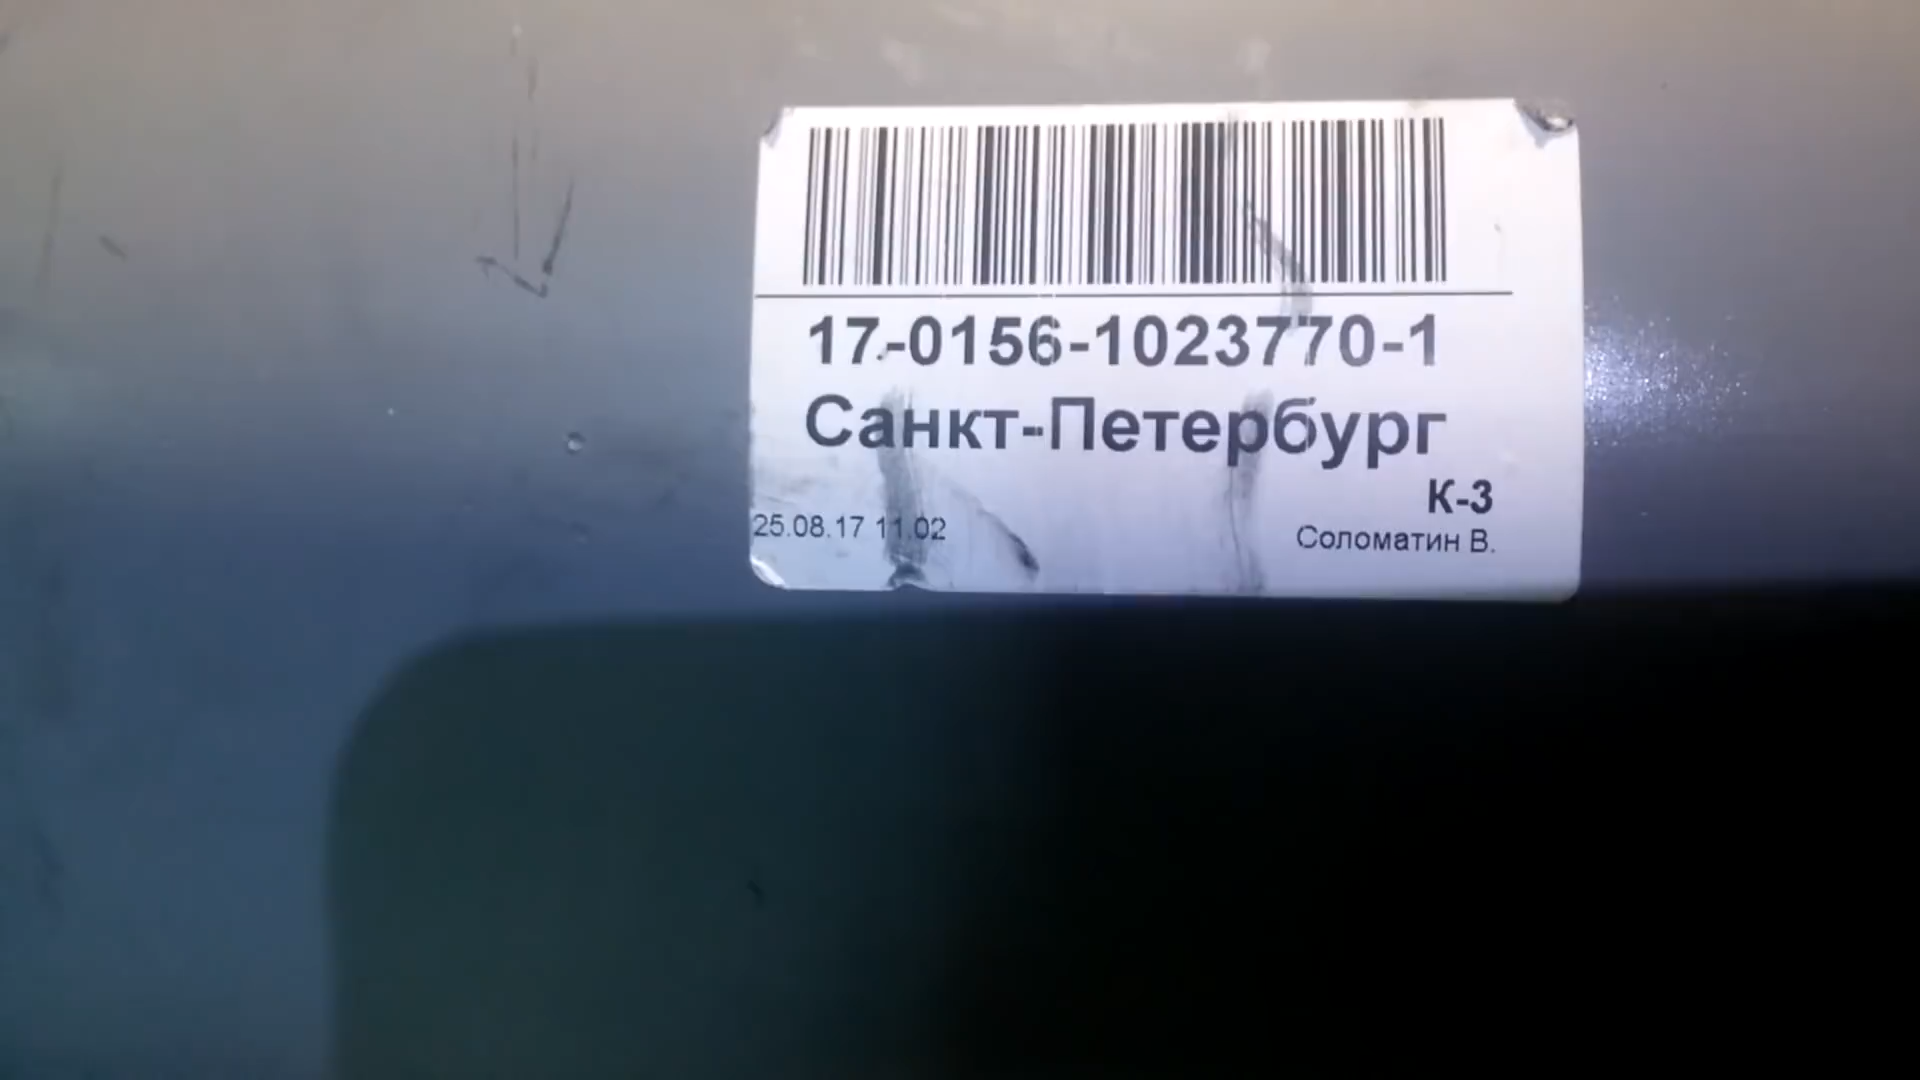 17-0156-1023770-1
Санкт-Петербург
К-3
25.08.17 11.02
Соломатин В.